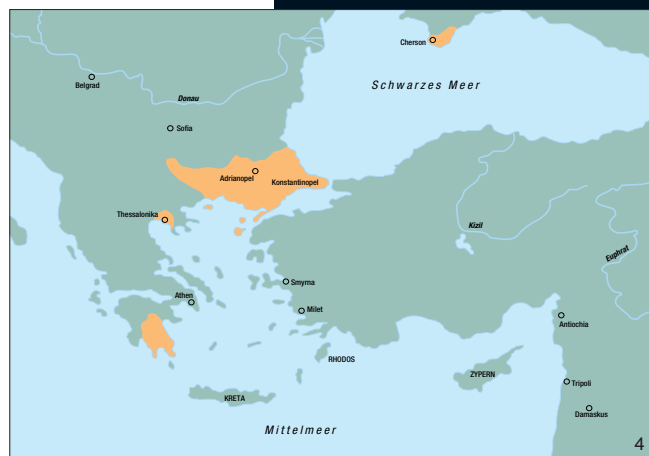 Cherson
Schwarzes Meer
Belgrad
Donau
Sofia
Adrianopel
Konstantinopel
Thessalonika
Kizil
Euphrat
Smyrna
Athen
Milet
Antiochia
RHODOS
ZYPERN
Tripoli
KRETA
Damaskus
Mittelmeer
4